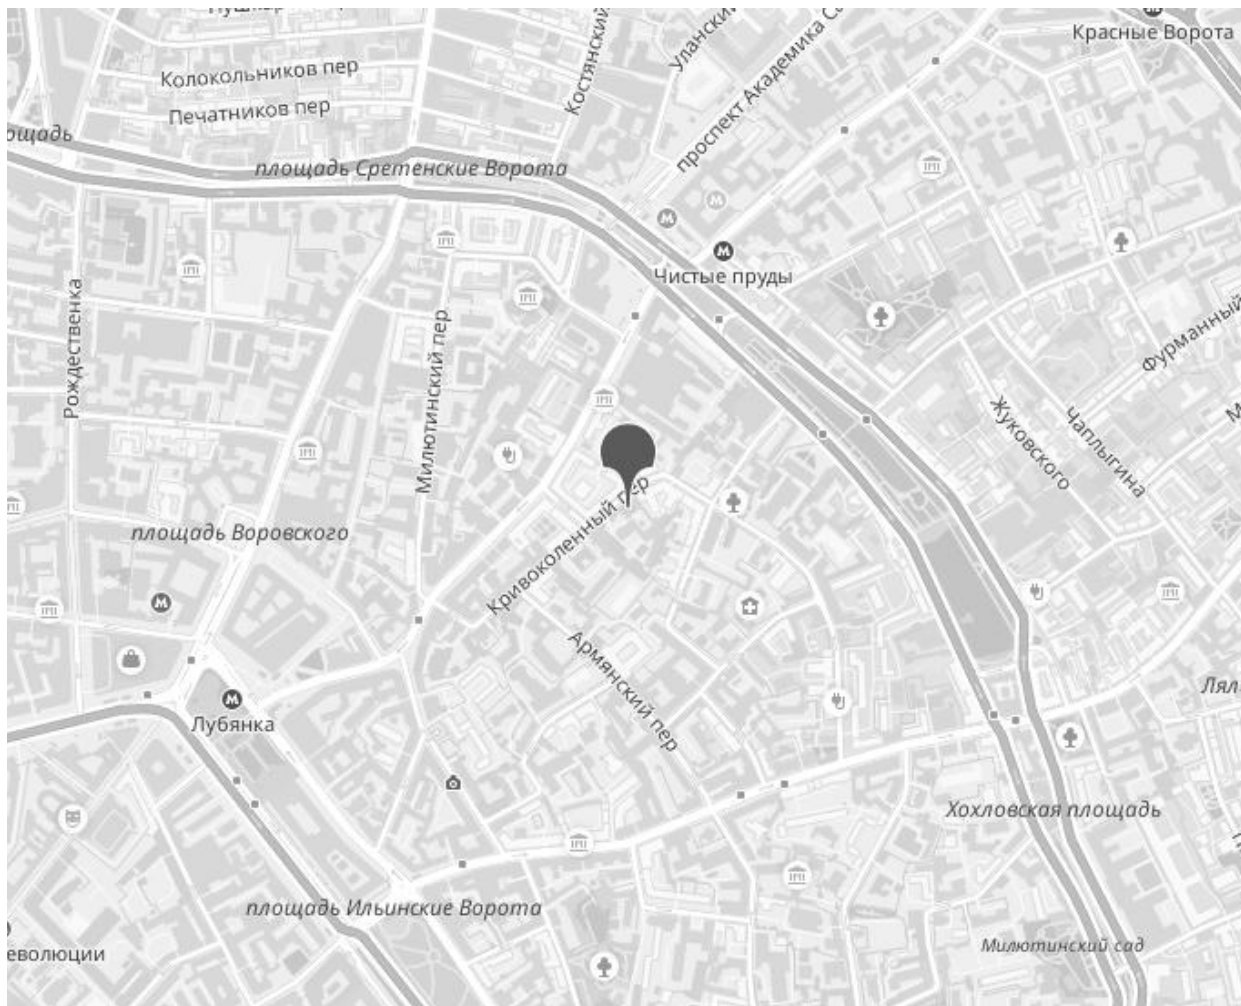 Красные Ворота
Уланский
Костянский
Колокольников пер
Печатников пер
проспект Академика
площадь Сретенские Ворота
Чистые пруды
Рождественка
Милютинский пер
Фурманный
Жуковского
Чаплыгина
Кривоколенный пер
площадь Воровского
Армянский пер
Лубянка
Хохловская площадь
площадь Ильинские Ворота
Милютинский сад